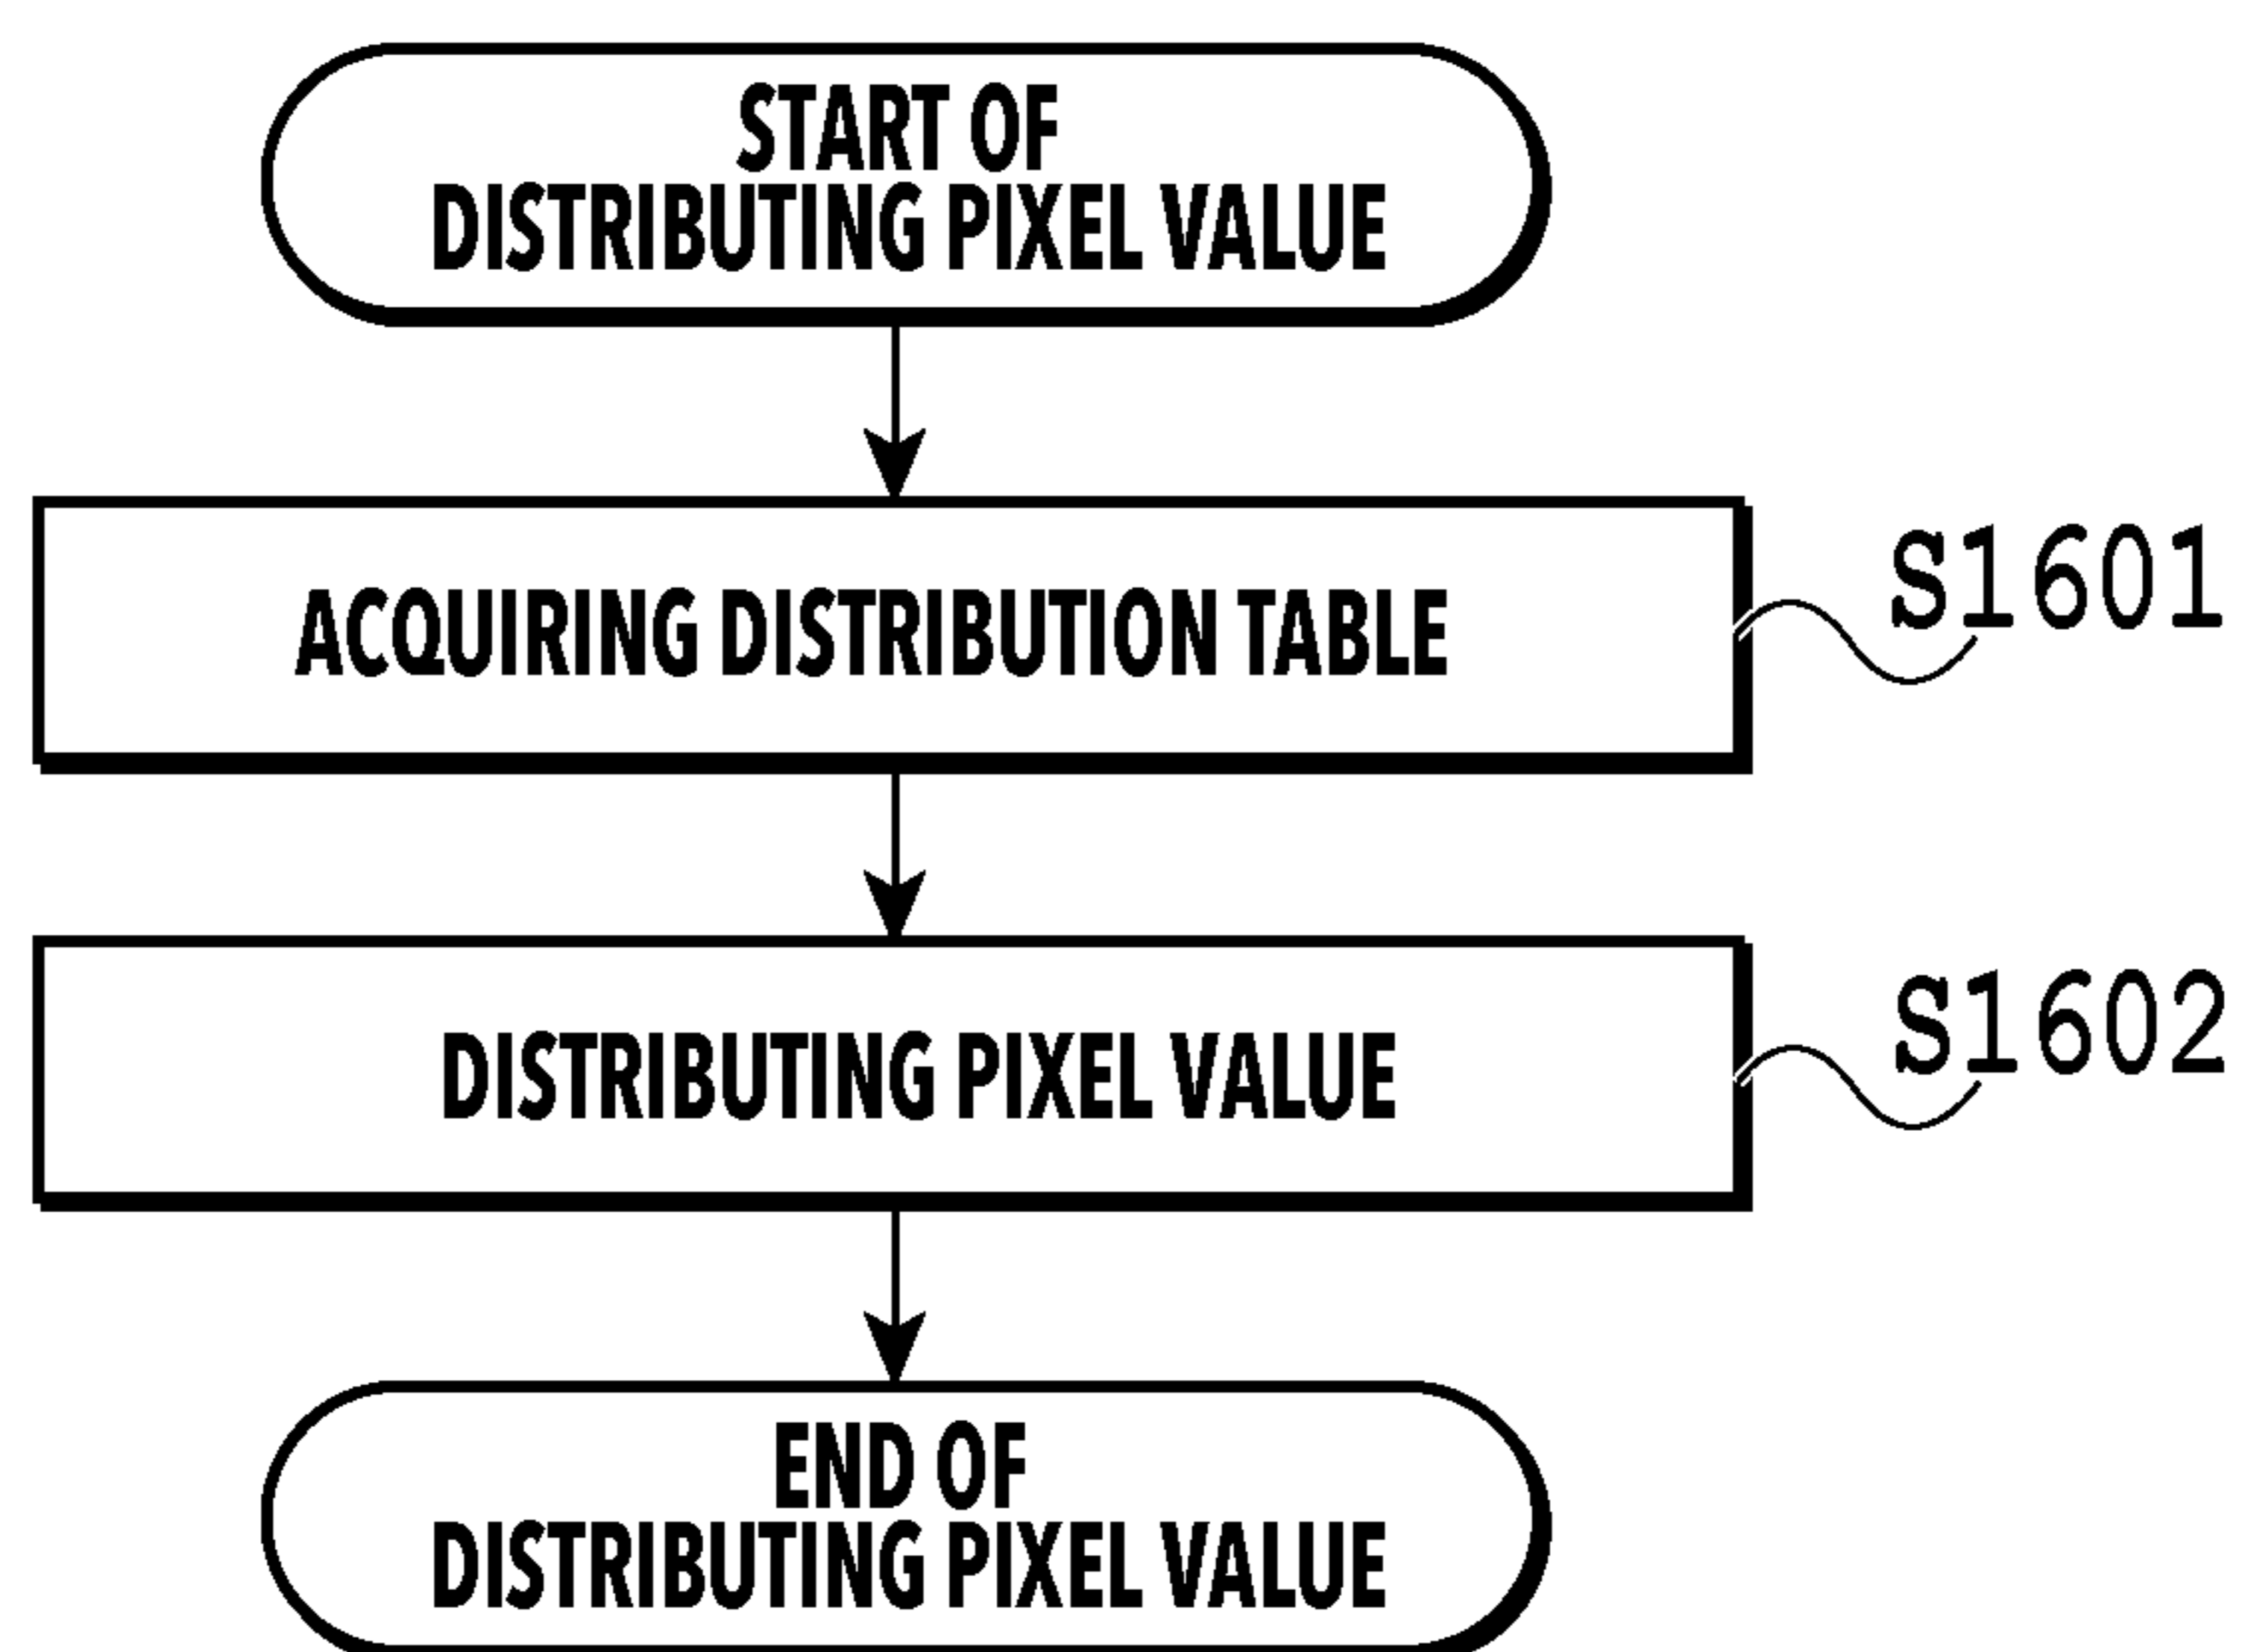 START OF
DISTRIBUTING PIXEL VALUE
ACQUIRING DISTRIBUTION TABLE
S1601
DISTRIBUTING PIXEL VALUE
S1602
END OF
DISTRIBUTING PIXEL VALUE